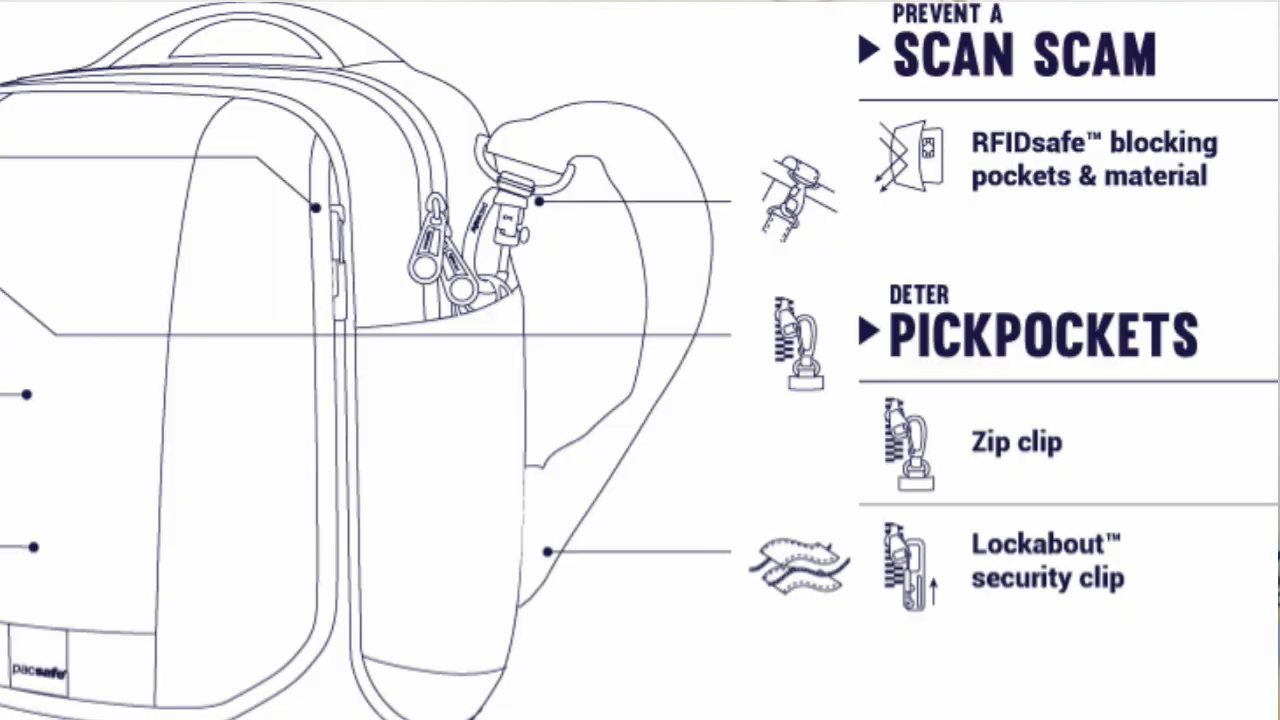 PREVENT A
SCAN SCAM
RFIDsafe™ blocking
pockets & material
DETER
PICKPOCKETS
Zip clip
Lockabout™
security clip
pacsafe®